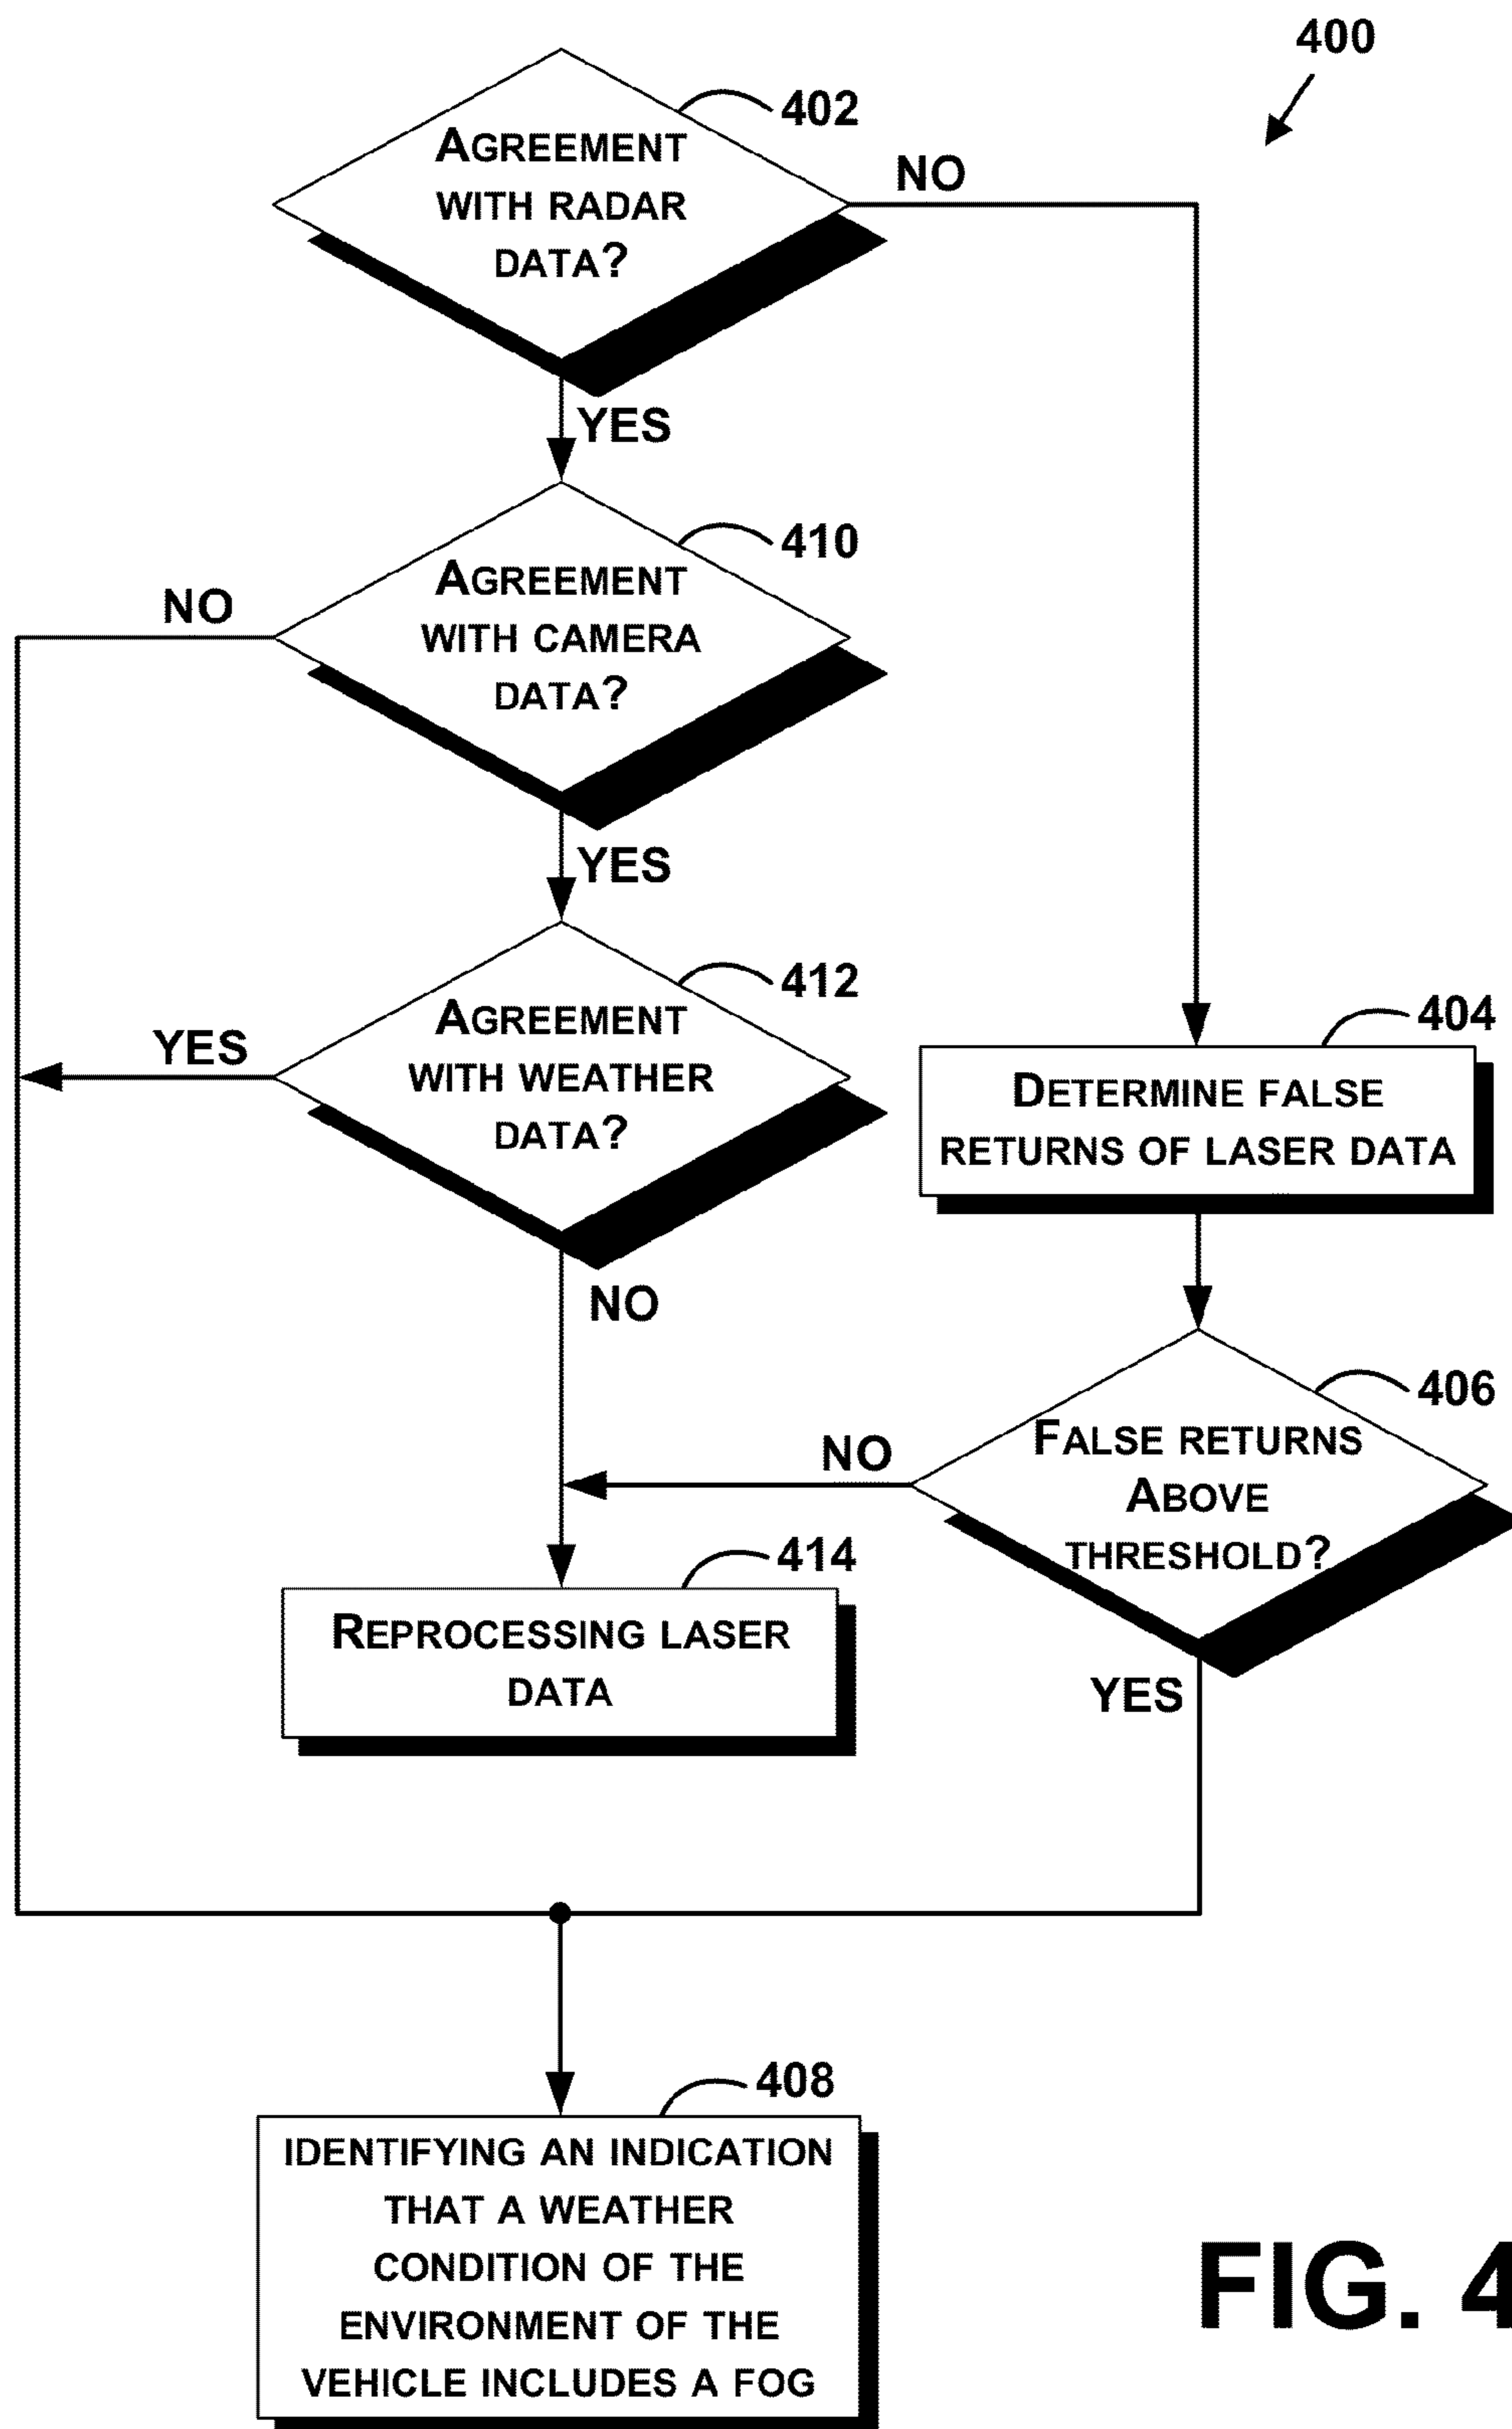 400
402
AGREEMENT
WITH RADAR
DATA?
NO
YES
410
AGREEMENT
WITH CAMERA
DATA?
NO
YES
412
AGREEMENT
WITH WEATHER
DATA?
YES
NO
404
DETERMINE FALSE
RETURNS OF LASER DATA
406
FALSE RETURNS
ABOVE
THRESHOLD?
NO
YES
414
REPROCESSING LASER
DATA
408
IDENTIFYING AN INDICATION
THAT A WEATHER
CONDITION OF THE
ENVIRONMENT OF THE
VEHICLE INCLUDES A FOG
FIG. 4